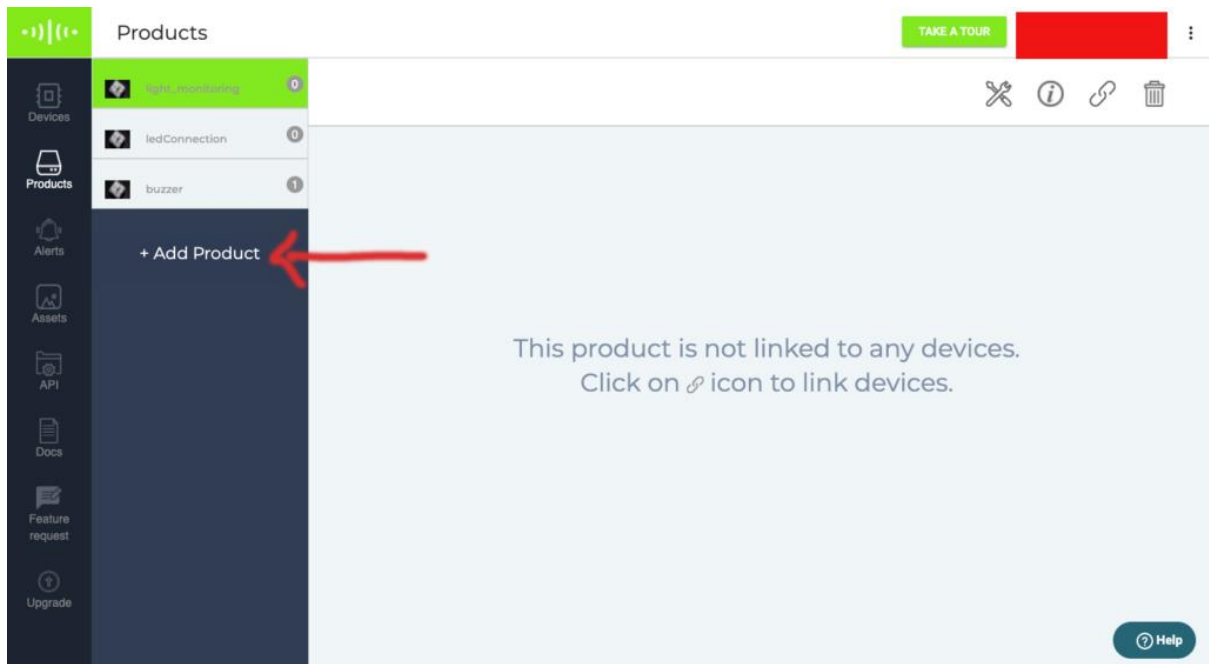 Products
TAKE A TOUR
Devices
Products
Alerts
Assets
API
Docs
Feature
request
Upgrade
light_monitoring 0
ledConnection 0
buzzer 1
+ Add Product
This product is not linked to any devices.
Click on icon to link devices.
Help